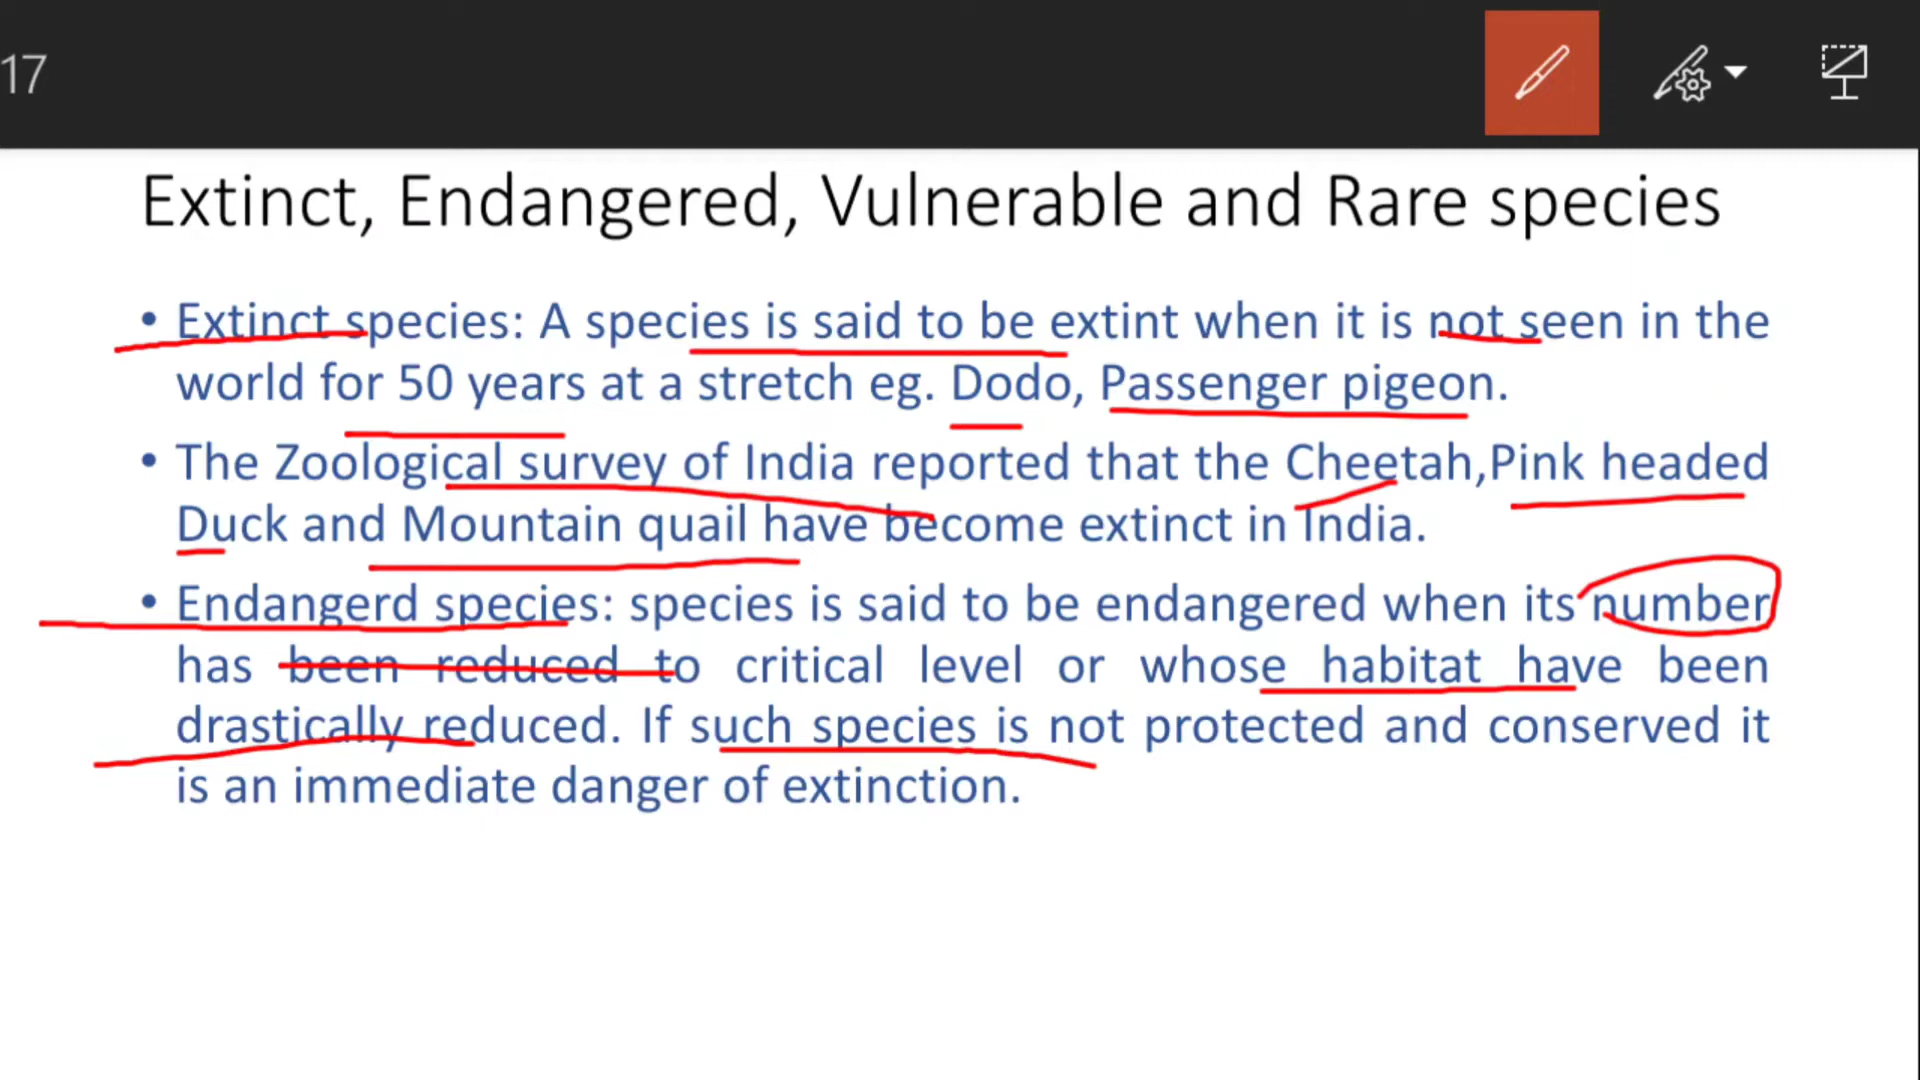 17
Extinct, Endangered, Vulnerable and Rare species
• Extinct species: A species is said to be extint when it is not seen in the
world for 50 years at a stretch eg. Dodo, Passenger pigeon.
• The Zoological survey of India reported that the Cheetah,Pink headed
Duck and Mountain quail have become extinct in India.
• Endangerd species: species is said to be endangered when its number
has been reduced to critical level or whose habitat have been
drastically reduced. If such species is not protected and conserved it
is an immediate danger of extinction.